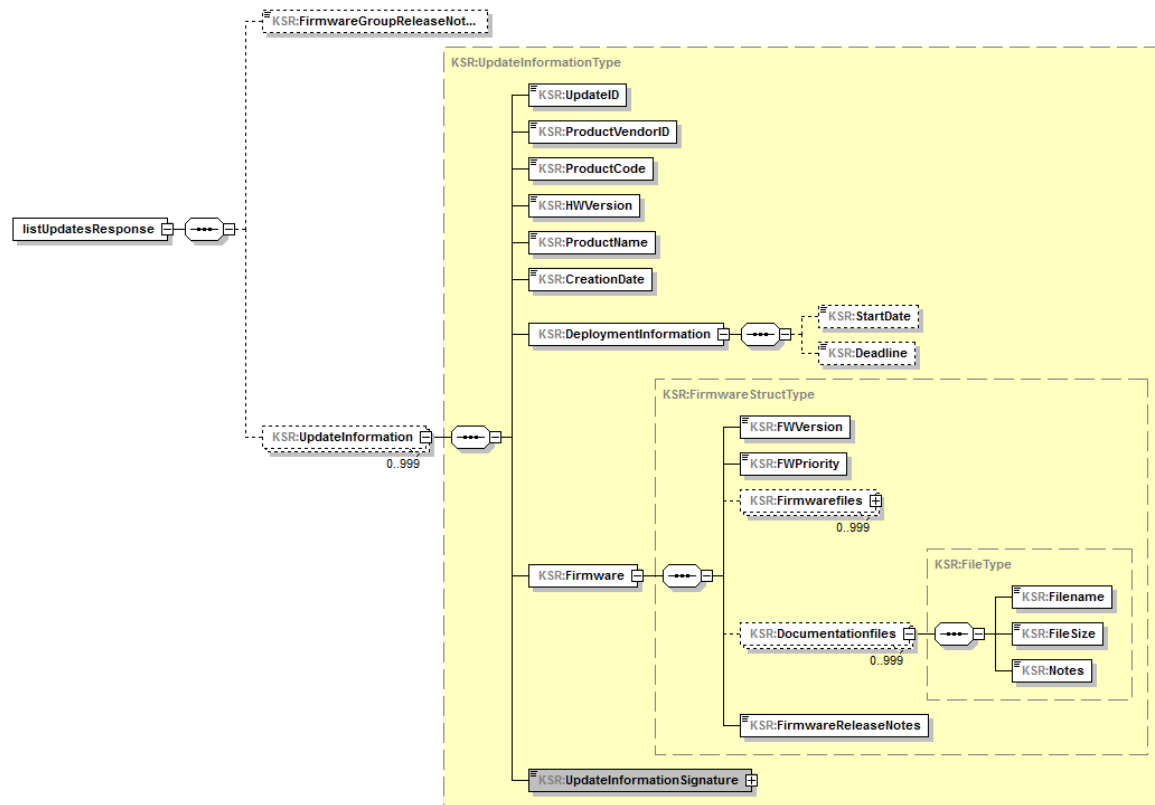 KSR:FirmwareGroupReleaseNot...
KSR:UpdateInformationType
KSR:UpdateID
KSR:ProductVendorID
KSR:ProductCode
KSR:HWVersion
listUpdatesResponse
KSR:ProductName
KSR:CreationDate
KSR:DeploymentInformation
KSR:StartDate
KSR:Deadline
KSR:FirmwareStructType
KSR:UpdateInformation
0..999
KSR:FWVersion
KSR:FWPriority
KSR:Firmwarefiles
0..999
KSR:Firmware
KSR:FileType
KSR:Filename
KSR:Documentationfiles
0..999
KSR:FileSize
KSR:Notes
KSR:FirmwareReleaseNotes
KSR:UpdateInformationSignature